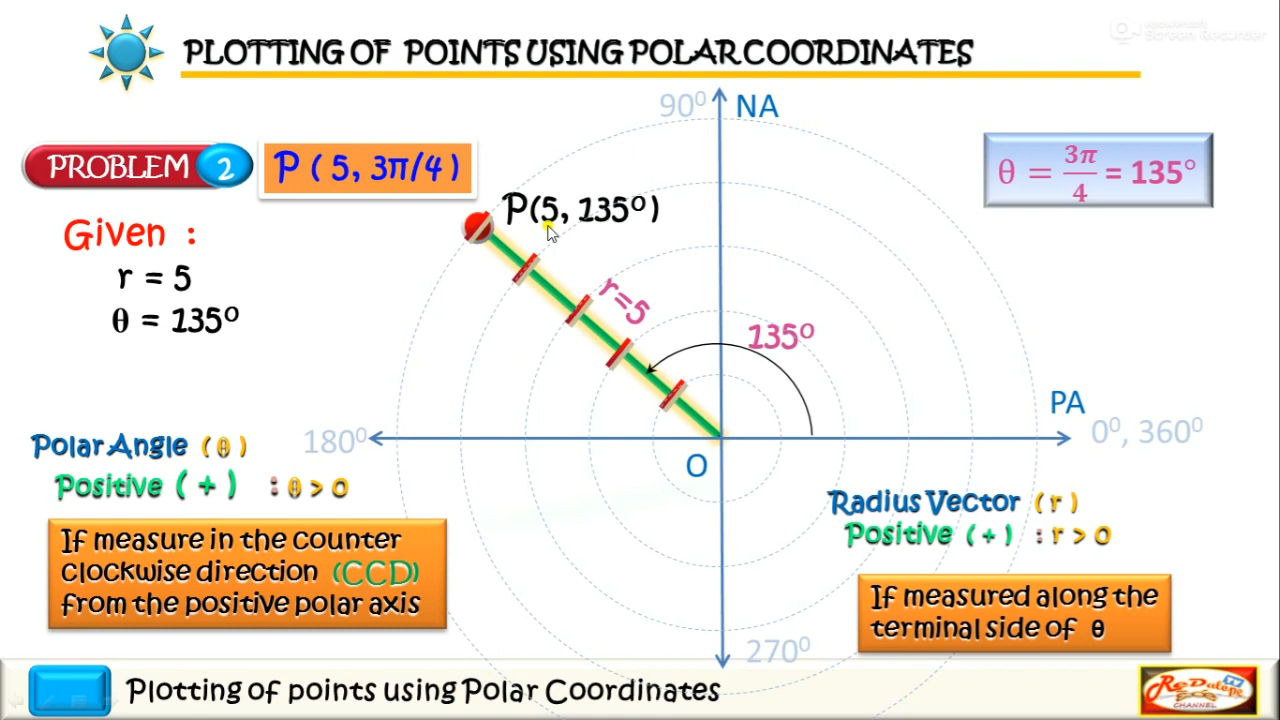 PLOTTING OF POINTS USING POLAR COORDINATES
Screen Recorder
90⁰
NA
PROBLEM 2
P ( 5, 3π/4 )
θ = 3π/4 = 135°
P(5, 135⁰ )
Given :
r = 5
θ = 135⁰
r=5
135⁰
PA
0⁰, 360⁰
180⁰
O
Polar Angle ( θ )
Positive ( + ) : θ > 0
If measure in the counter
clockwise direction (CCD)
from the positive polar axis
Radius Vector ( r )
Positive ( + ) : r > 0
If measured along the
terminal side of θ
270⁰
Plotting of points using Polar Coordinates
CHANNEL